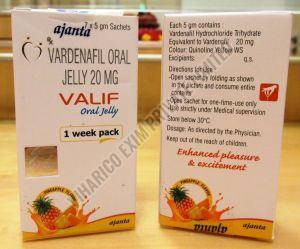 ajanta
7 x 5 gm Sachets
Rx
VARDENAFIL ORAL
JELLY 20 MG
VALIF
Oral Jelly
1 week pack
PINEAPPLE FLAVOUR
ajanta
Each 5 gm contains :
Vardenafil Hydrochloride Trihydrate
Equivalent to Vardenafil 20 mg
Colour: Quinoline Yellow WS
Excipients: q.s.
Directions for Use :
-Open sachet by folding as shown
in the picture and consume entire
contents.
-Open sachet for one-time-use only
Use strictly under Medical supervision
Store below 30°C.
Dosage: As directed by the Physician.
Keep out of the reach of children.
Enhanced pleasure
& excitement
ajanta